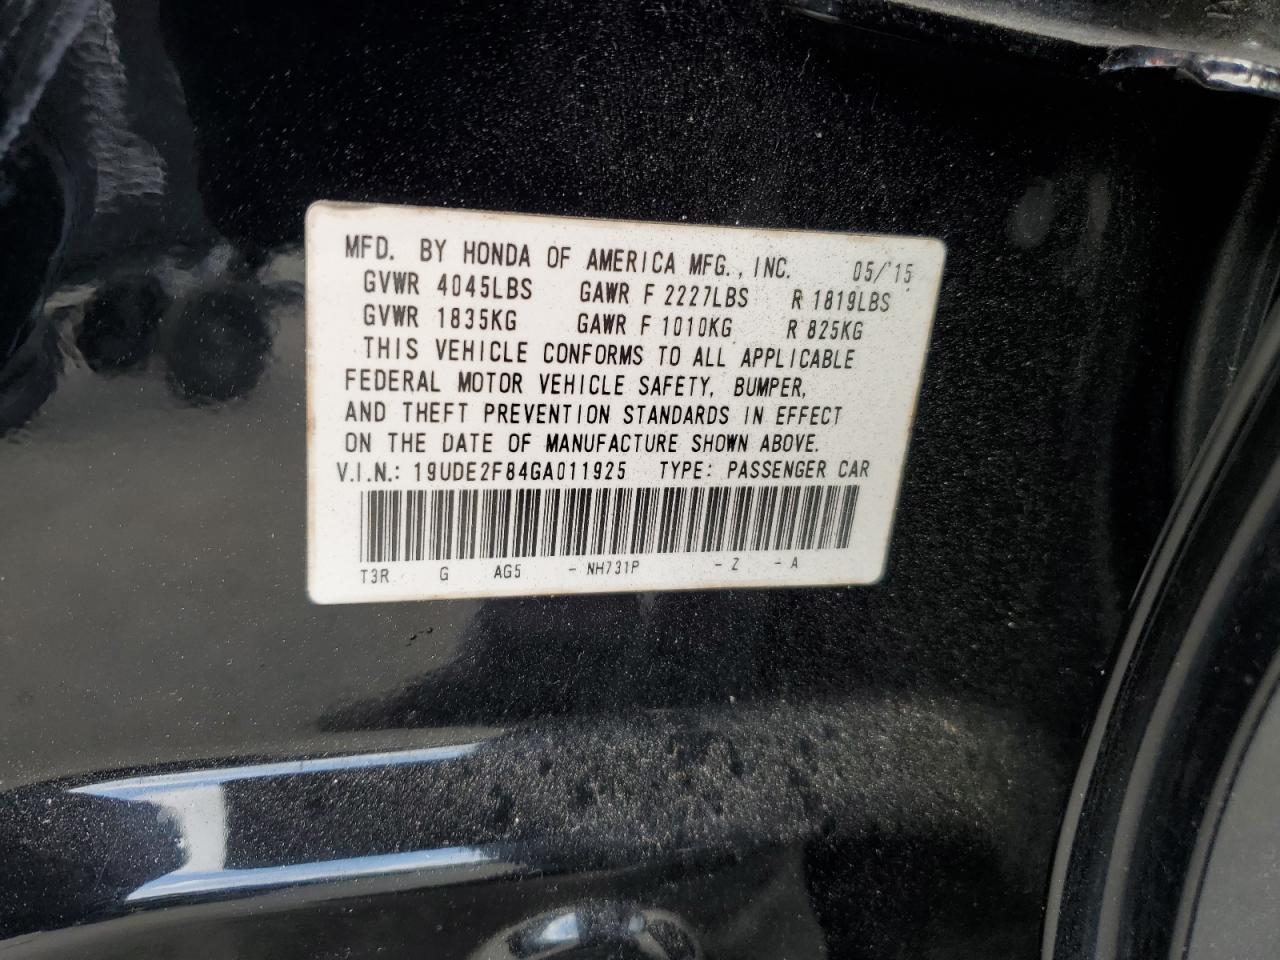 MFD. BY HONDA OF AMERICA MFG., INC. 05/'15
GVWR 4045LBS GAWR F 2227LBS R 1819LBS
GVWR 1835KG GAWR F 1010KG R 825KG
THIS VEHICLE CONFORMS TO ALL APPLICABLE
FEDERAL MOTOR VEHICLE SAFETY, BUMPER,
AND THEFT PREVENTION STANDARDS IN EFFECT
ON THE DATE OF MANUFACTURE SHOWN ABOVE.
V.I.N.: 19UDE2F84GA011925 TYPE: PASSENGER CAR
T3R G AG5 - NH731P - Z - A